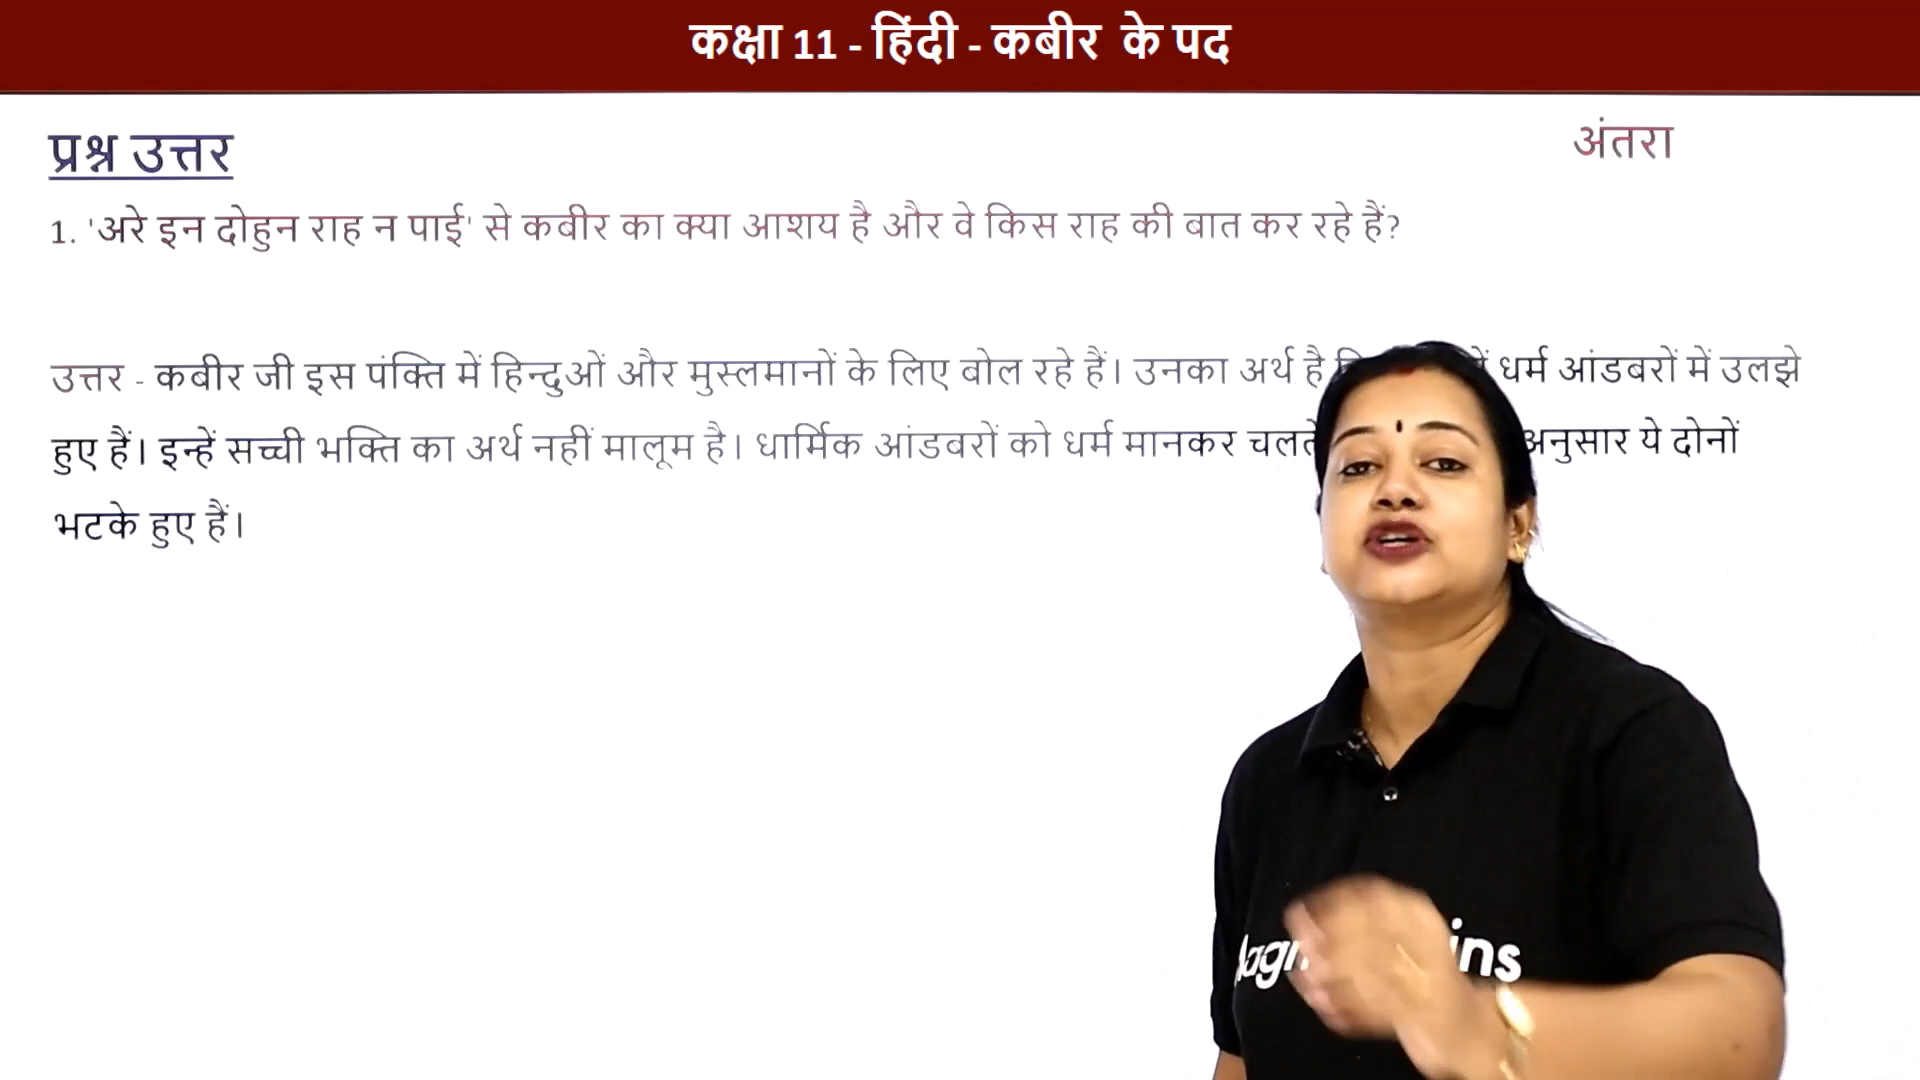 कक्षा 11 - हिंदी - कबीर के पद
प्रश्न उत्तर
अंतरा
1. 'अरे इन दोहुन राह न पाई' से कबीर का क्या आशय है और वे किस राह की बात कर रहे हैं?
उत्तर - कबीर जी इस पंक्ति में हिन्दुओं और मुस्लमानों के लिए बोल रहे हैं। उनका अर्थ है धर्म आंडबरों में उलझे
हुए हैं। इन्हें सच्ची भक्ति का अर्थ नहीं मालूम है। धार्मिक आंडबरों को धर्म मानकर चलते अनुसार ये दोनों
भटके हुए हैं।